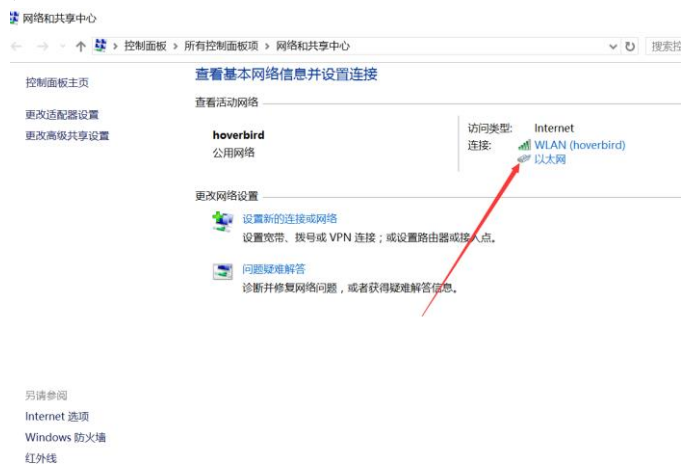 网络和共享中心
控制面板 > 所有控制面板项 > 网络和共享中心
搜索控
控制面板主页
更改适配器设置
更改高级共享设置
查看基本网络信息并设置连接
查看活动网络
hoverbird
公用网络
访问类型: Internet
连接: WLAN (hoverbird)
以太网
更改网络设置
设置新的连接或网络
设置宽带、拨号或 VPN 连接；或设置路由器或接入点。
问题疑难解答
诊断并修复网络问题，或者获得疑难解答信息。
另请参阅
Internet 选项
Windows 防火墙
红外线